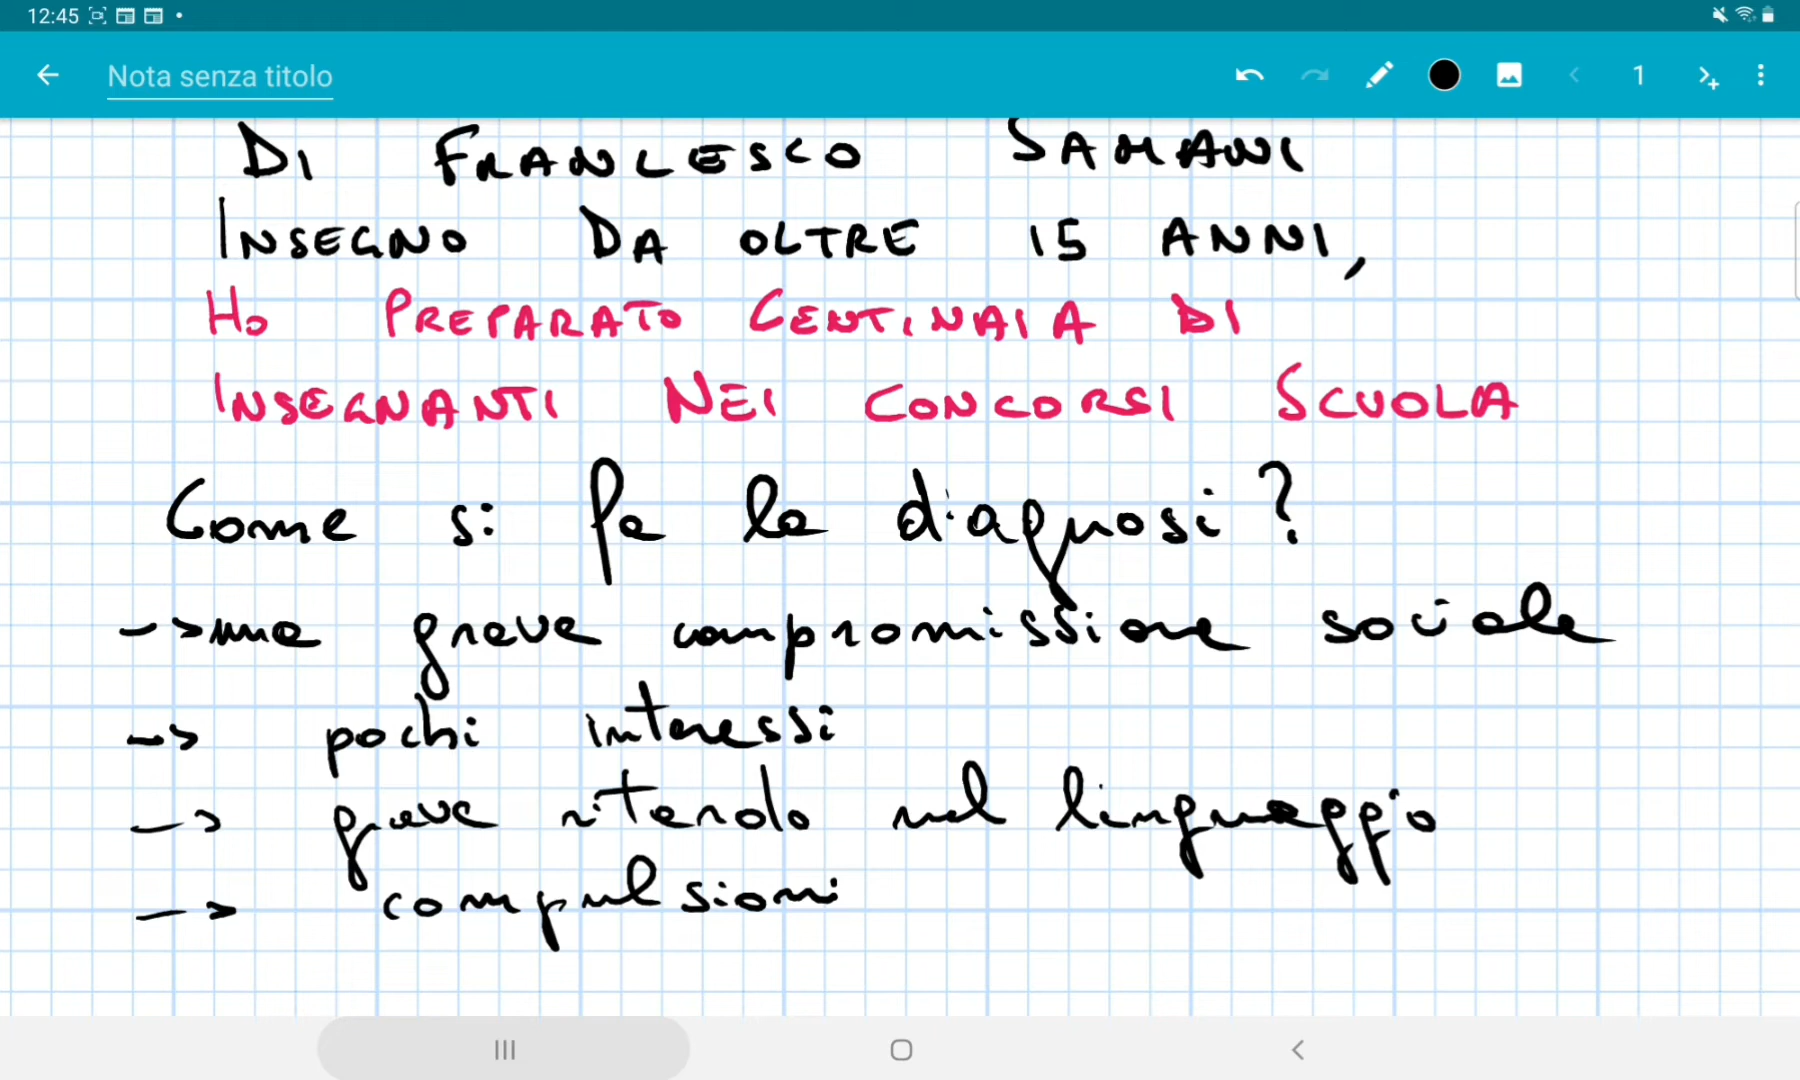 12:45
Nota senza titolo
1
DI FRANCESCO SAMANI
INSEGNO DA OLTRE 15 ANNI,
HO PREPARATO CENTINAIA DI
INSEGNANTI NEI CONCORSI SCUOLA
Come si fa la diagnosi?
-> una grave compromissione sociale
-> pochi interessi
-> grave ritardo nel linguaggio
-> compulsioni